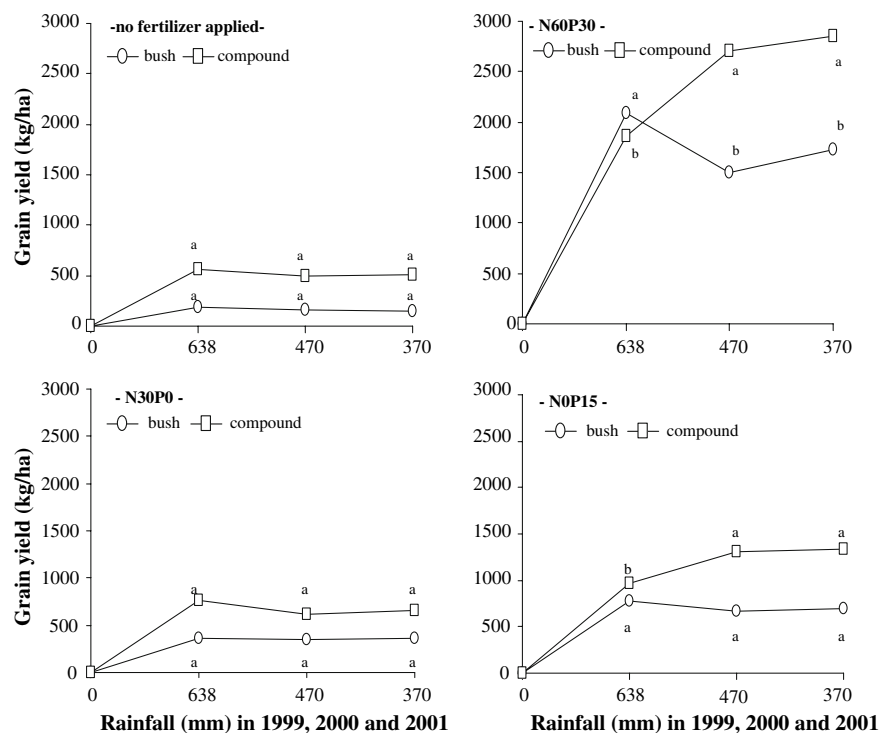 -no fertilizer applied-
bush compound
3000
2500
2000
1500
1000
500
0
a a a
a a a
0 638 470 370
Grain yield (kg/ha)
- N60P30 -
bush compound
3000
2500
2000
1500
1000
500
0
a
b
a
a
b
b
0 638 470 370
- N30P0 -
bush compound
3000
2500
2000
1500
1000
500
0
a a a
a a a
0 638 470 370
Grain yield (kg/ha)
Rainfall (mm) in 1999, 2000 and 2001
- N0P15 -
bush compound
3000
2500
2000
1500
1000
500
0
b a a
a a a
0 638 470 370
Rainfall (mm) in 1999, 2000 and 2001